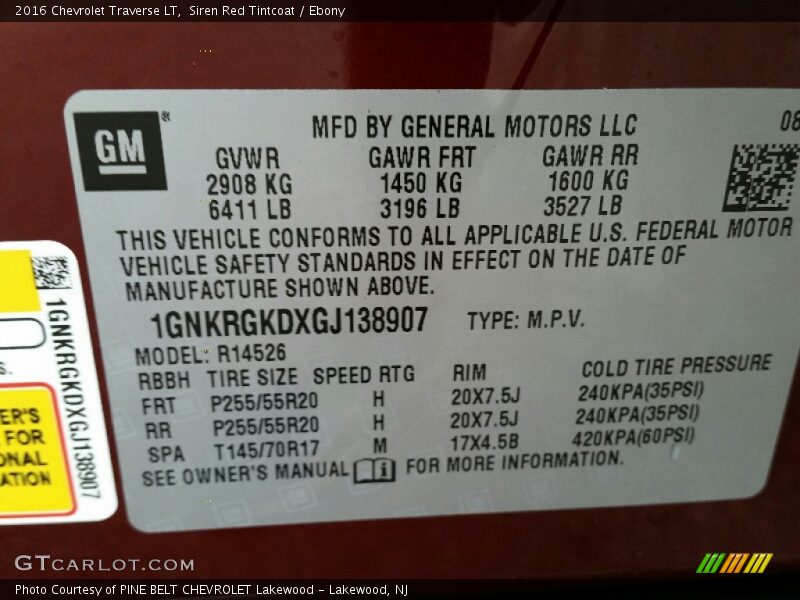 2016 Chevrolet Traverse LT, Siren Red Tintcoat / Ebony
GM®
MFD BY GENERAL MOTORS LLC
08
GVWR GAWR FRT GAWR RR
2908 KG 1450 KG 1600 KG
6411 LB 3196 LB 3527 LB
THIS VEHICLE CONFORMS TO ALL APPLICABLE U.S. FEDERAL MOTOR
VEHICLE SAFETY STANDARDS IN EFFECT ON THE DATE OF
MANUFACTURE SHOWN ABOVE.
1GNKRGKDXGJ138907 TYPE: M.P.V.
MODEL: R14526
RBBH TIRE SIZE SPEED RTG RIM COLD TIRE PRESSURE
FRT P255/55R20 H 20X7.5J 240KPA(35PSI)
RR P255/55R20 H 20X7.5J 240KPA(35PSI)
SPA T145/70R17 M 17X4.5B 420KPA(60PSI)
SEE OWNER'S MANUAL FOR MORE INFORMATION.
1GNKRGKDXGJ138907
S.
ER'S
FOR
ONAL
ATION
GTCARLOT.COM
Photo Courtesy of PINE BELT CHEVROLET Lakewood - Lakewood, NJ